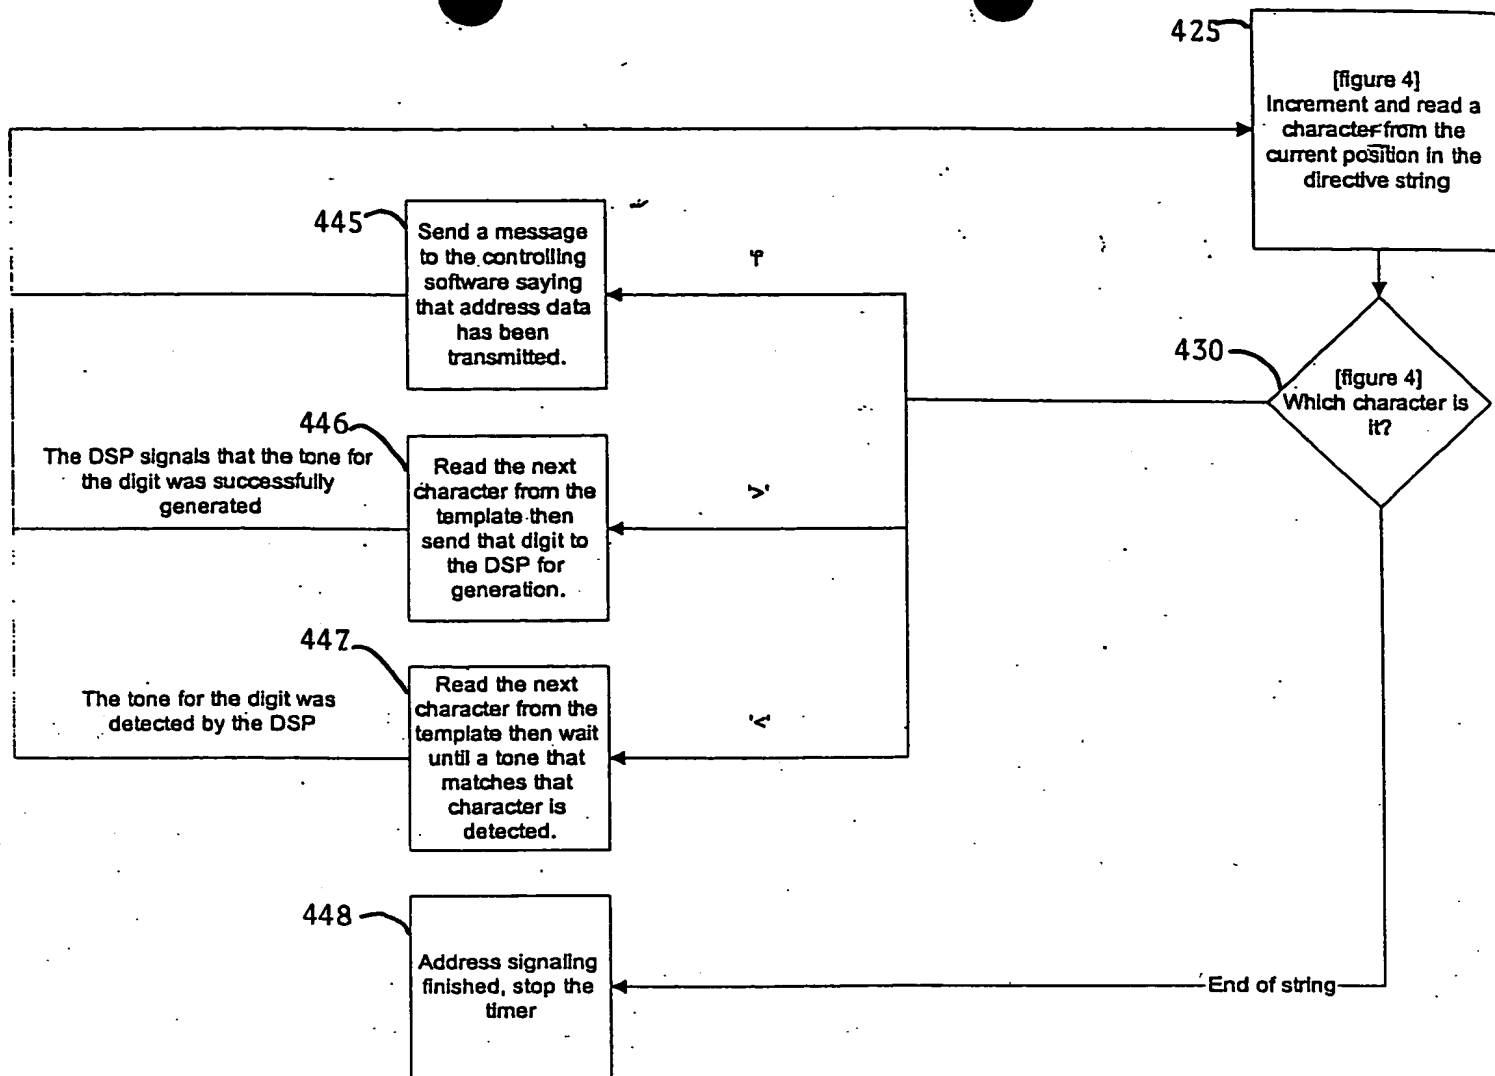 425
[figure 4]
Increment and read a
character from the
current position in the
directive string
445
Send a message
to the controlling
software saying
that address data
has been
transmitted.
430
[figure 4]
Which character is
it?
446
The DSP signals that the tone for
the digit was successfully
generated
Read the next
character from the
template then
send that digit to
the DSP for
generation.
>
447
The tone for the digit was
detected by the DSP
Read the next
character from the
template then wait
until a tone that
matches that
character is
detected.
<
448
Address signaling
finished, stop the
timer
End of string